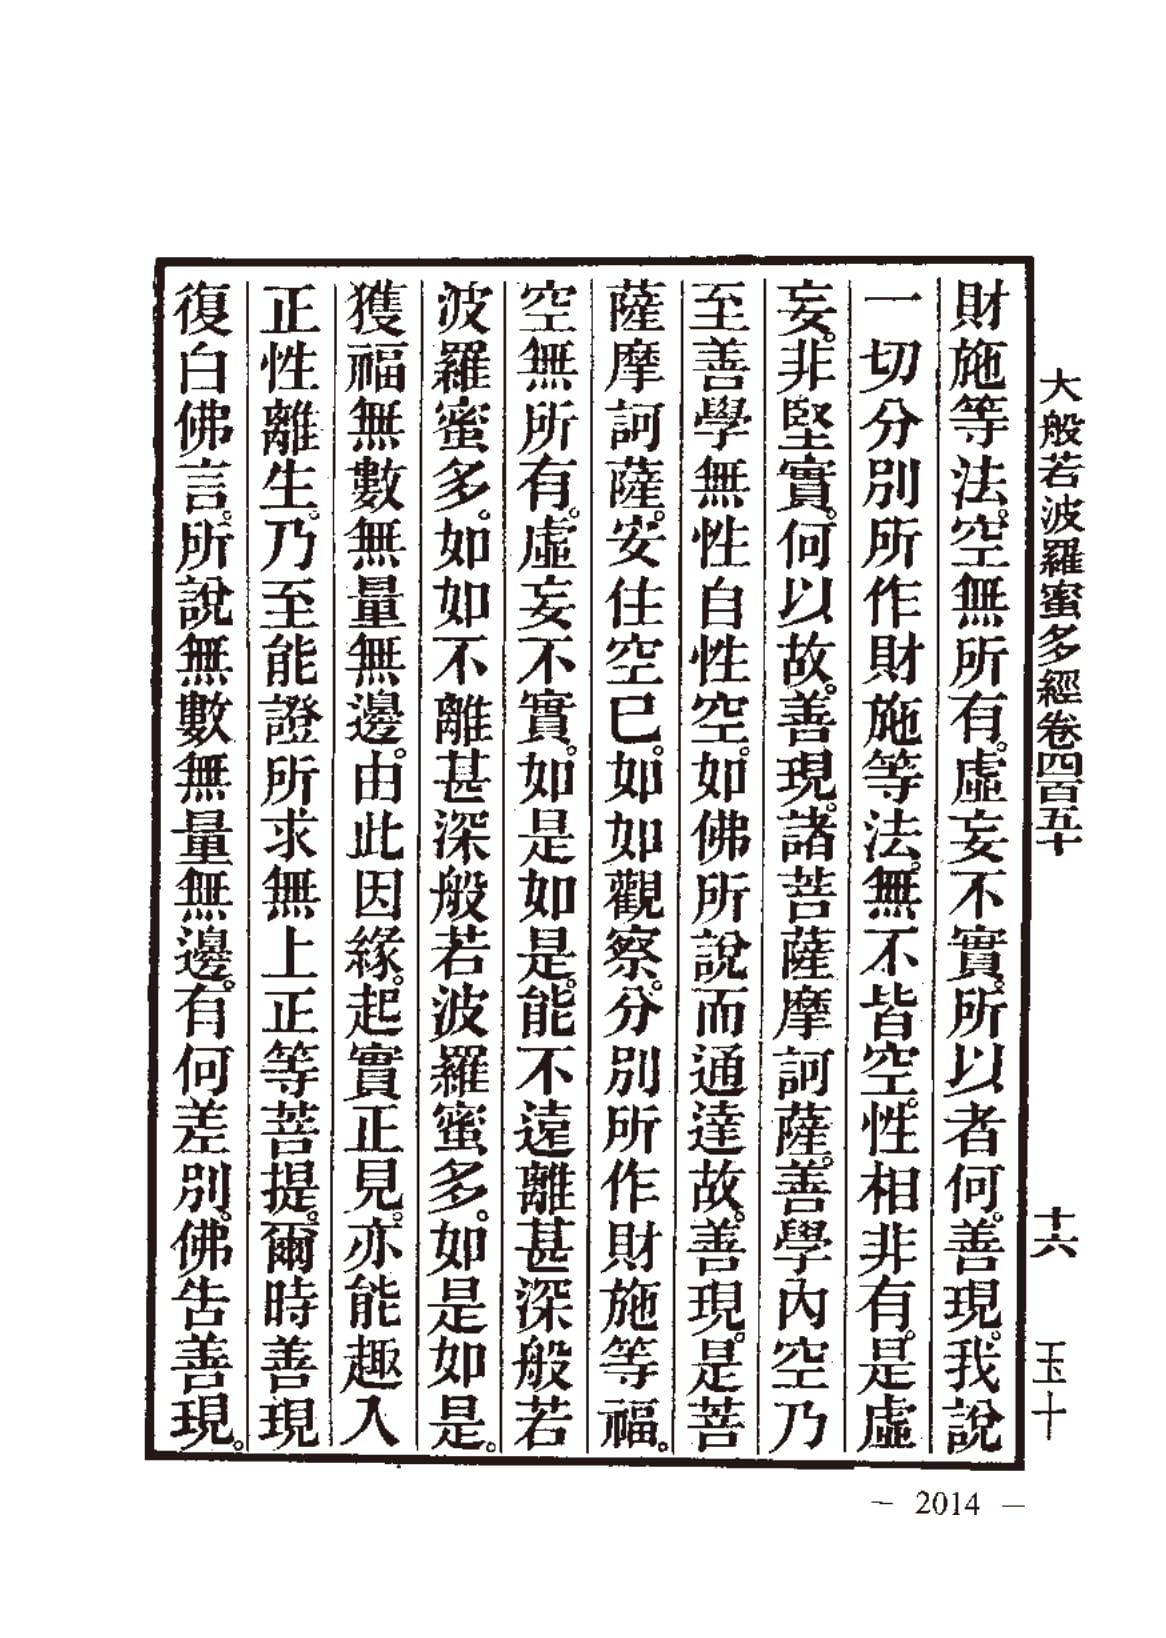 大般若波羅蜜多經卷四百五十 十六 玉十
財施等法。空無所有。虛妄不實。所以者何。善現。我說
一切分別所作財施等法。無不皆空。性相非有。是虛
妄。非堅實。何以故。善現。諸菩薩摩訶薩。善學內空乃
至善學無性自性空。如佛所說而通達故。善現。是菩
薩摩訶薩。安住空已。如如觀察。分別所作財施等福。
空無所有。虛妄不實。如是如是。能不遠離甚深般若
波羅蜜多。如如不離甚深般若波羅蜜多。如是如是。
獲福無數無量無邊。由此因緣。起實正見。亦能趣入
正性離生。乃至能證所求無上正等菩提。爾時善現
復白佛言。所說無數無量無邊。有何差別。佛告善現。
— 2014 —